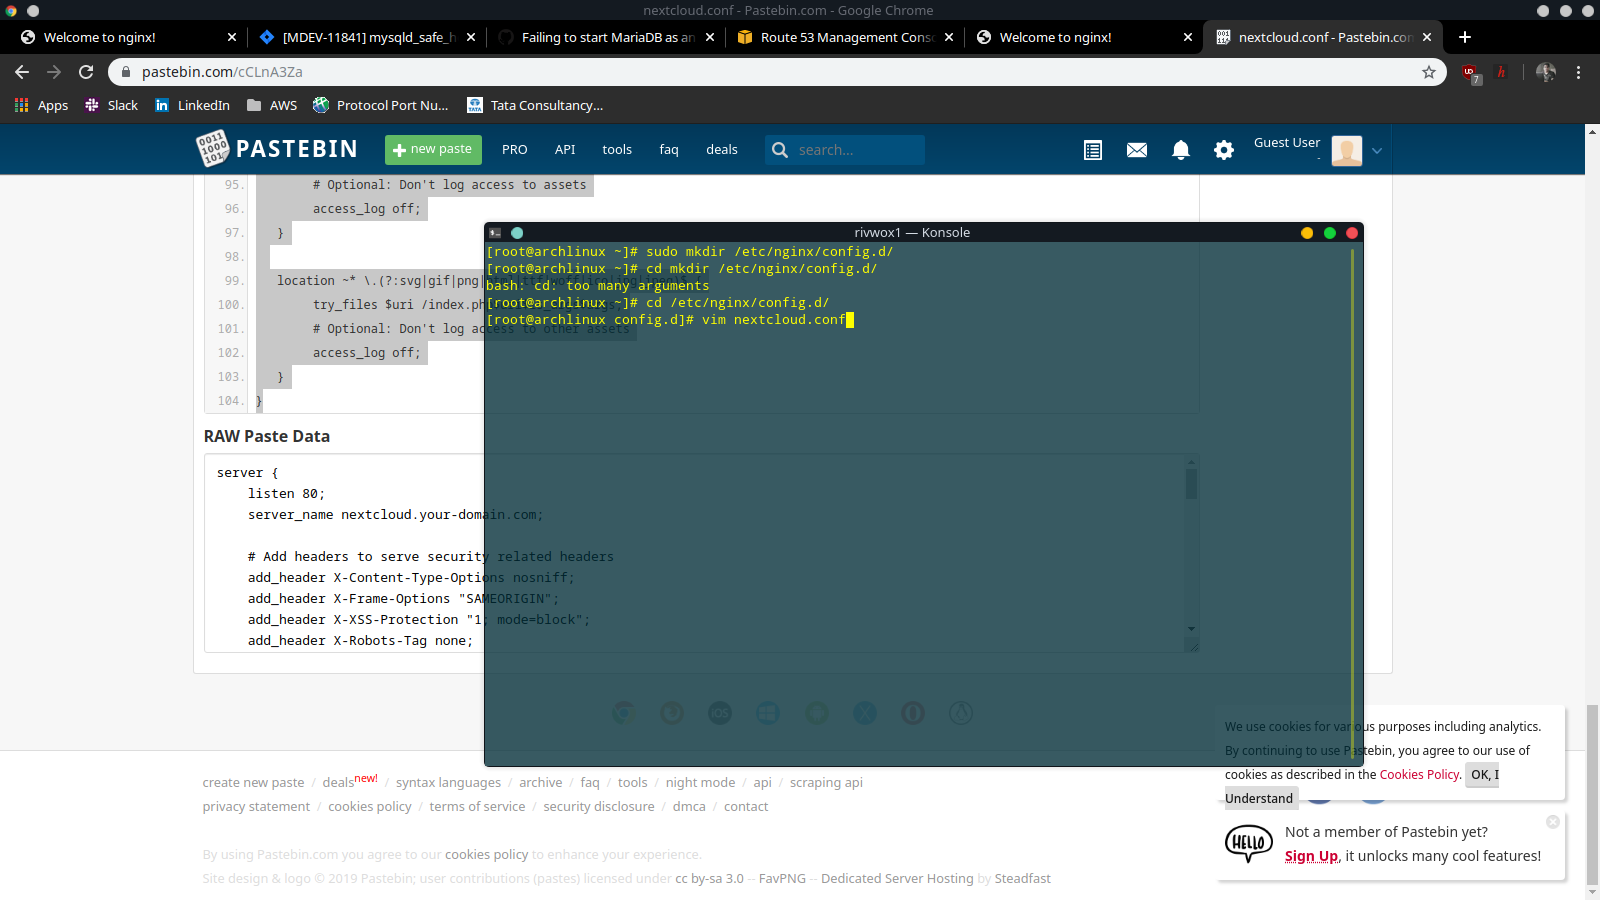 nextcloud.conf - Pastebin.com - Google Chrome
Welcome to nginx!
[MDEV-11841] mysqld_safe_h
Failing to start MariaDB as an
Route 53 Management Conso
Welcome to nginx!
nextcloud.conf - Pastebin.com
pastebin.com/cCLnA3Za
7
Apps
Slack
LinkedIn
AWS
Protocol Port Nu...
Tata Consultancy...
PASTEBIN
+ new paste
PRO
API
tools
faq
deals
search...
Guest User
-
95. # Optional: Don't log access to assets
96. access_log off;
97. }
98.
99. location ~* \.(?:svg|gif|png
100. try_files $uri /index.ph
101. # Optional: Don't log access to other assets
102. access_log off;
103. }
104. }
rivwox1 — Konsole
[root@archlinux ~]# sudo mkdir /etc/nginx/config.d/
[root@archlinux ~]# cd mkdir /etc/nginx/config.d/
bash: cd: too many arguments
[root@archlinux ~]# cd /etc/nginx/config.d/
[root@archlinux config.d]# vim nextcloud.conf
RAW Paste Data
server {
listen 80;
server_name nextcloud.your-domain.com;
# Add headers to serve security related headers
add_header X-Content-Type-Options nosniff;
add_header X-Frame-Options "SAMEORIGIN";
add_header X-XSS-Protection "1; mode=block";
add_header X-Robots-Tag none;
We use cookies for various purposes including analytics.
By continuing to use Pastebin, you agree to our use of
cookies as described in the Cookies Policy. OK, I
Understand
create new paste / deals new! / syntax languages / archive / faq / tools / night mode / api / scraping api
privacy statement / cookies policy / terms of service / security disclosure / dmca / contact
HELLO
Not a member of Pastebin yet?
Sign Up, it unlocks many cool features!
By using Pastebin.com you agree to our cookies policy to enhance your experience.
Site design & logo © 2019 Pastebin; user contributions (pastes) licensed under cc by-sa 3.0 -- FavPNG -- Dedicated Server Hosting by Steadfast